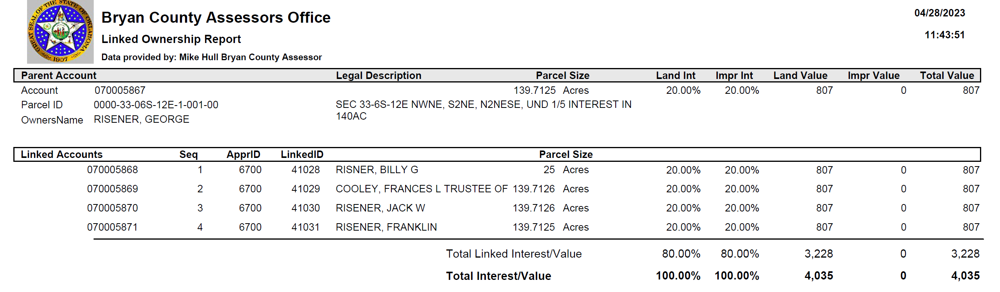 GREAT SEAL OF THE STATE OF OKLAHOMA
1907
Bryan County Assessors Office
04/28/2023
Linked Ownership Report
11:43:51
Data provided by: Mike Hull Bryan County Assessor
Parent Account Legal Description Parcel Size Land Int Impr Int Land Value Impr Value Total Value
Account 070005867 139.7125 Acres 20.00% 20.00% 807 0 807
Parcel ID 0000-33-06S-12E-1-001-00 SEC 33-6S-12E NWNE, S2NE, N2NESE, UND 1/5 INTEREST IN
140AC
OwnersName RISENER, GEORGE
Linked Accounts Seq ApprID LinkedID Parcel Size
070005868 1 6700 41028 RISNER, BILLY G 25 Acres 20.00% 20.00% 807 0 807
070005869 2 6700 41029 COOLEY, FRANCES L TRUSTEE OF 139.7126 Acres 20.00% 20.00% 807 0 807
070005870 3 6700 41030 RISENER, JACK W 139.7126 Acres 20.00% 20.00% 807 0 807
070005871 4 6700 41031 RISENER, FRANKLIN 139.7125 Acres 20.00% 20.00% 807 0 807
Total Linked Interest/Value 80.00% 80.00% 3,228 0 3,228
Total Interest/Value 100.00% 100.00% 4,035 0 4,035